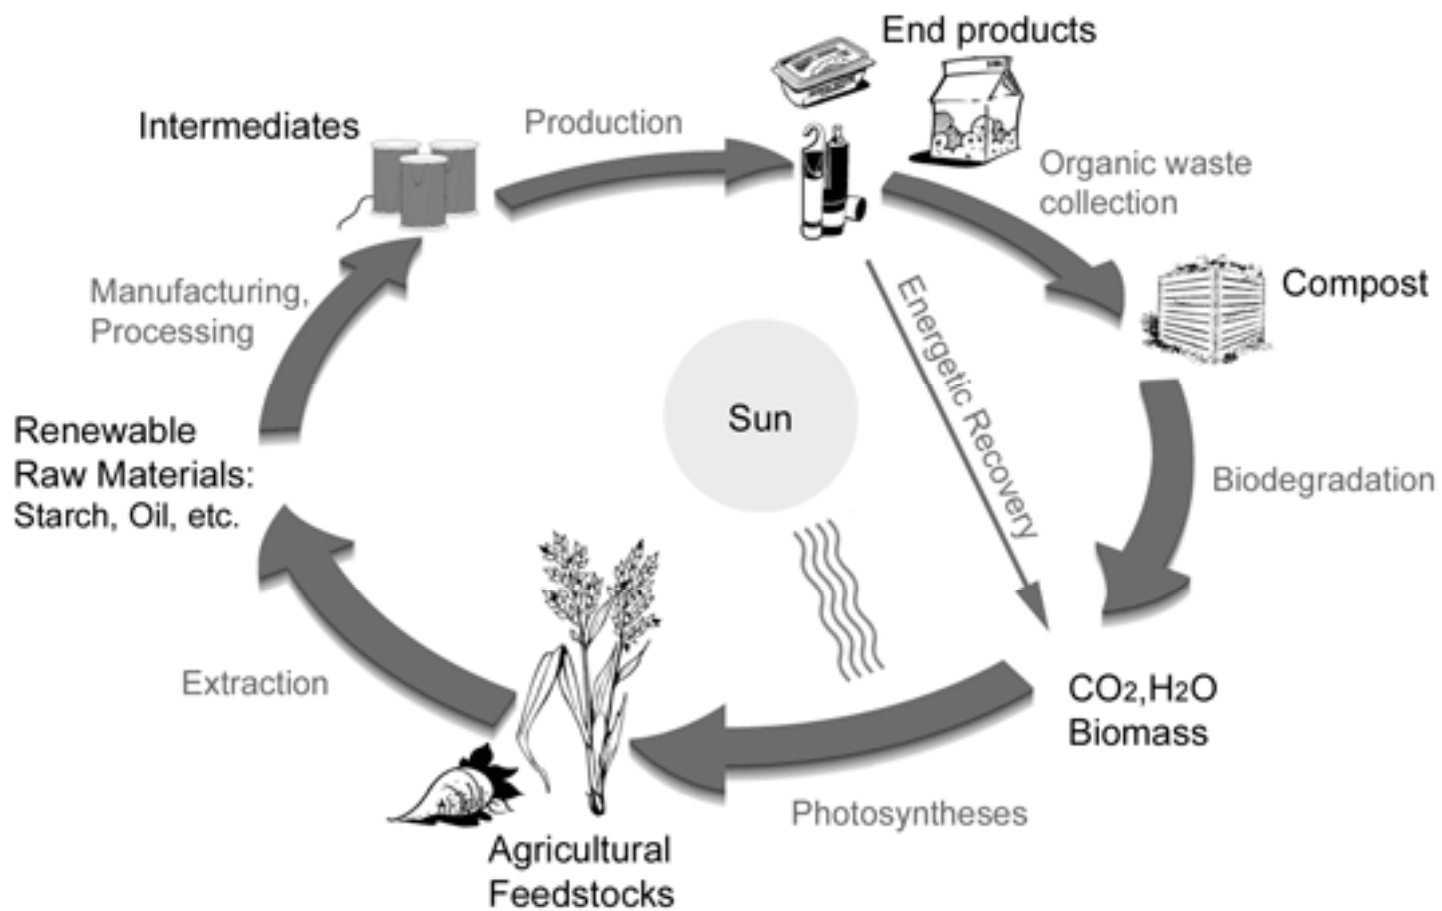 End products
Intermediates
Production
Organic waste
collection
Manufacturing,
Processing
Compost
Energetic Recovery
Sun
Renewable
Raw Materials:
Starch, Oil, etc.
Biodegradation
Extraction
CO2,H2O
Biomass
Photosyntheses
Agricultural
Feedstocks